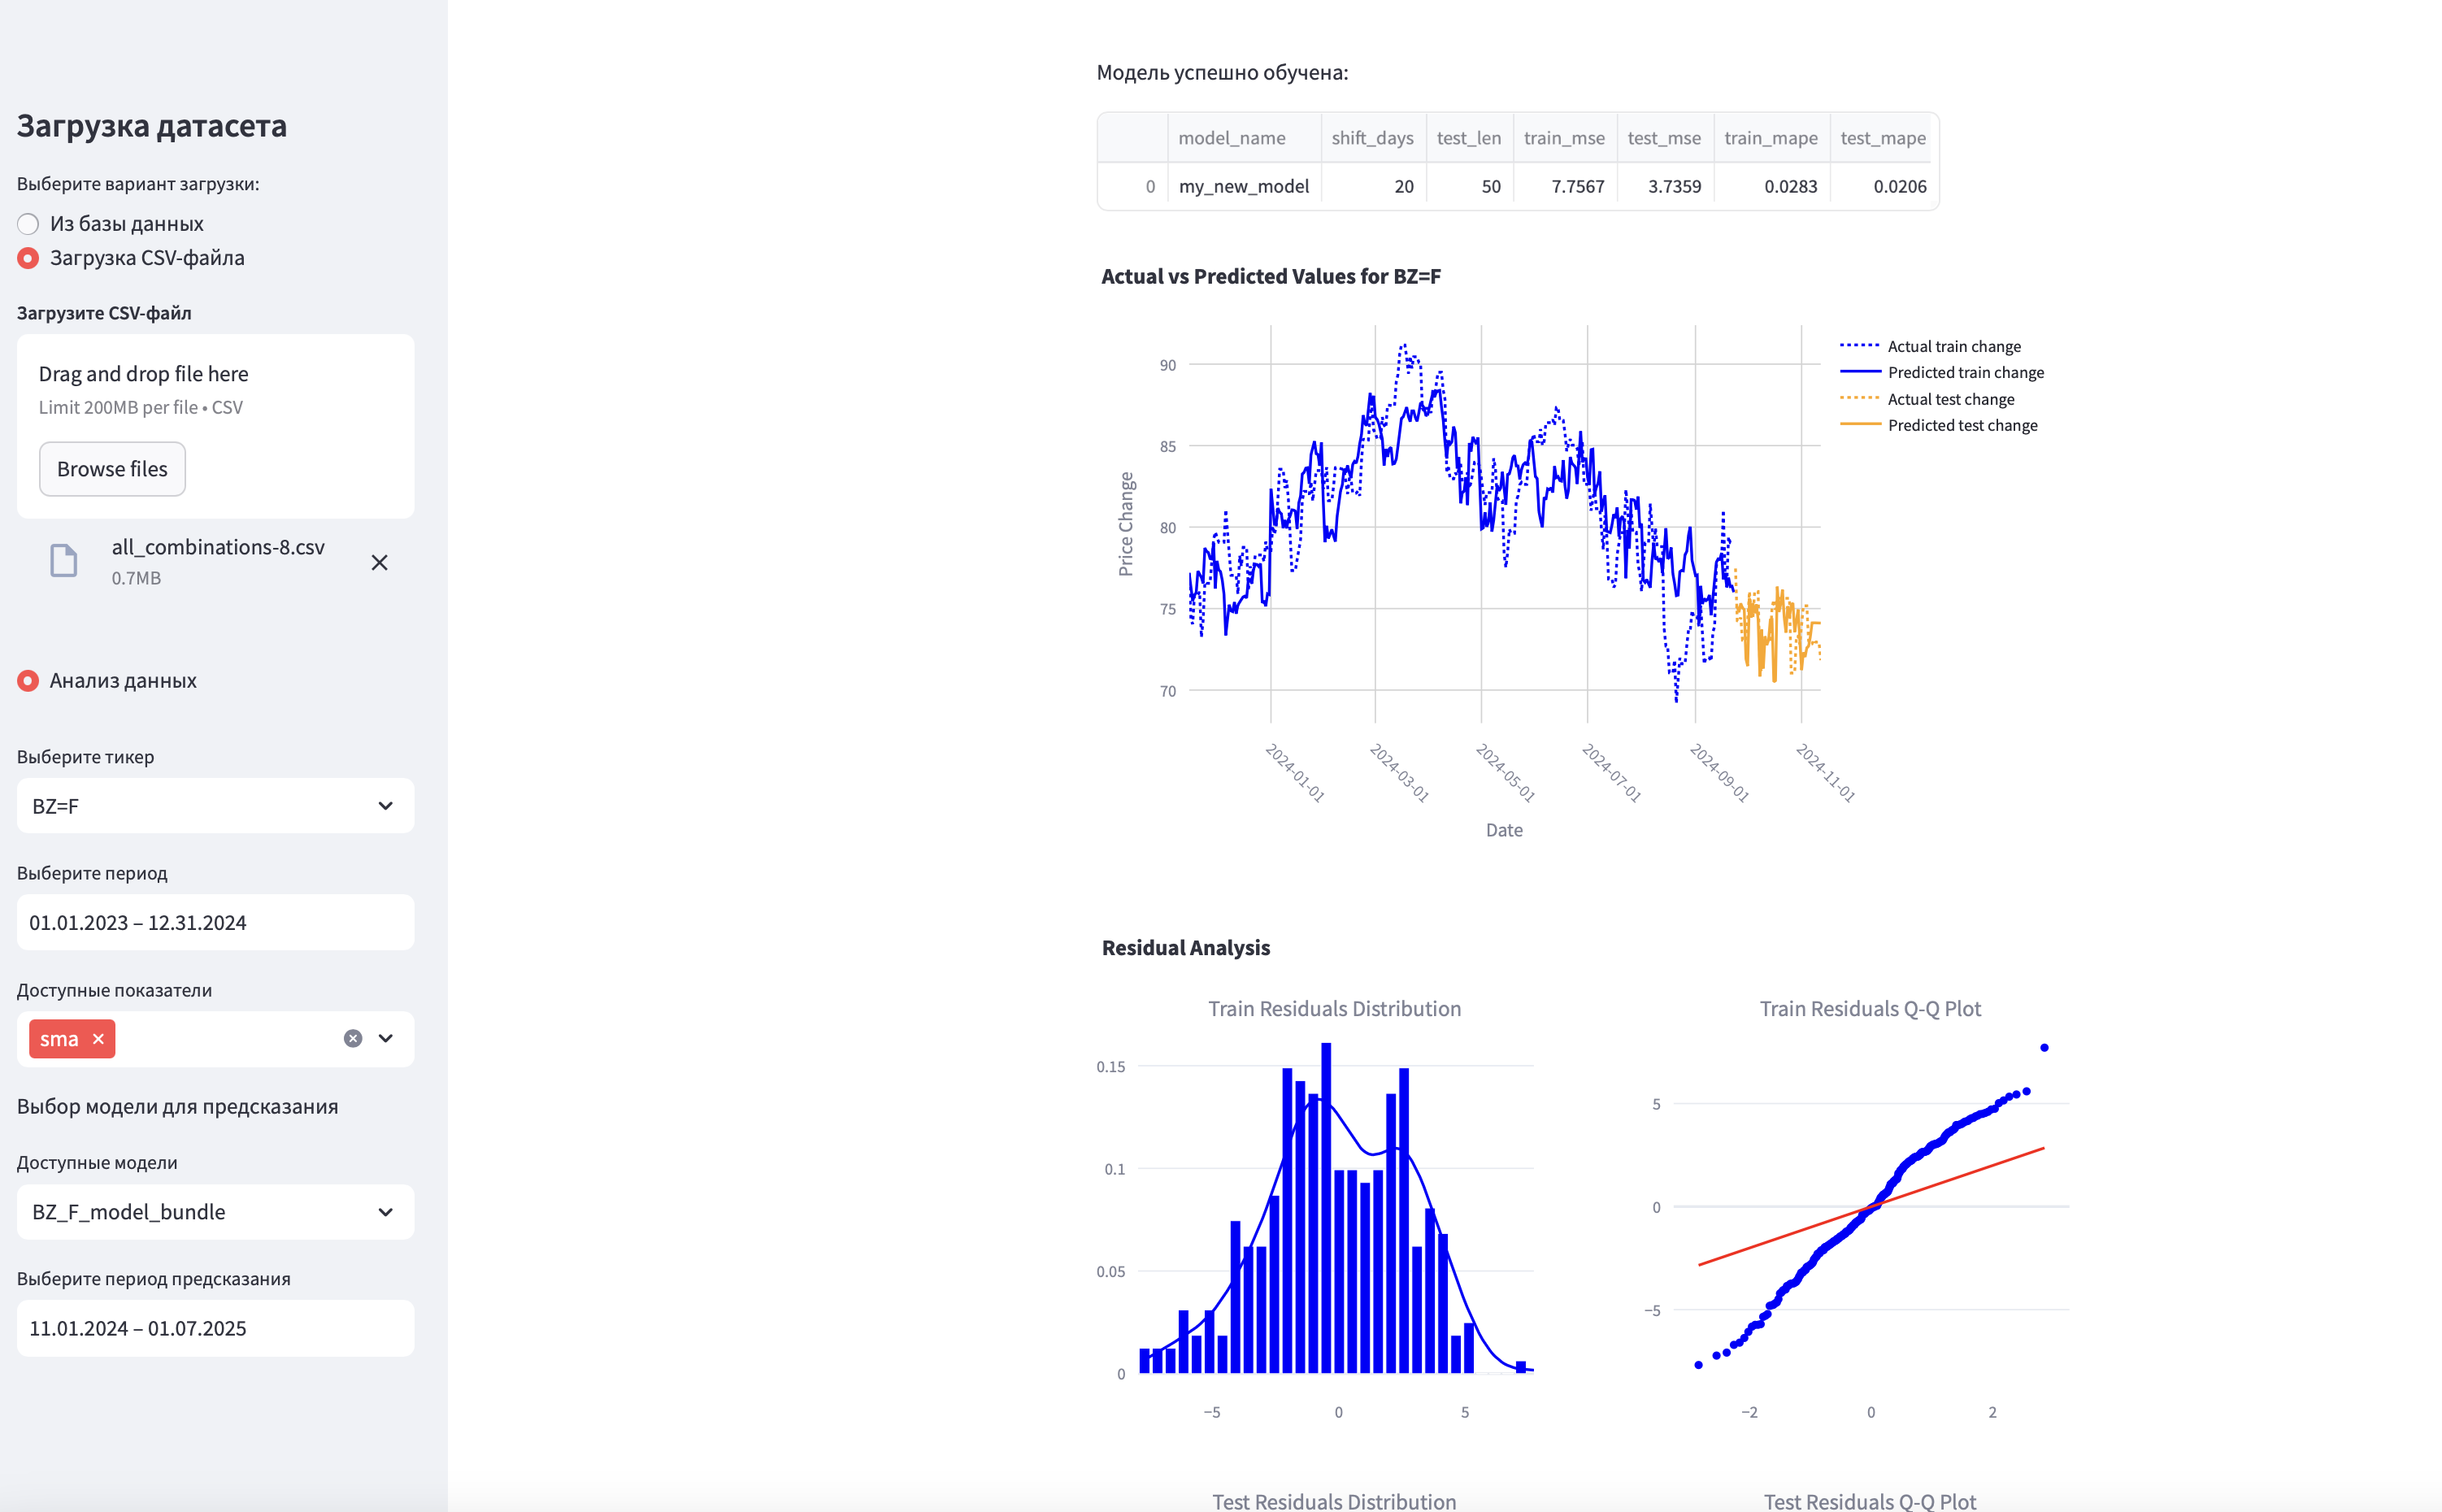 Загрузка датасета
Выберите вариант загрузки:
Из базы данных
Загрузка CSV-файла
Загрузите CSV-файл
Drag and drop file here
Limit 200MB per file • CSV
Browse files
all_combinations-8.csv
0.7MB
Анализ данных
Выберите тикер
BZ=F
Выберите период
01.01.2023 – 12.31.2024
Доступные показатели
sma
Выбор модели для предсказания
Доступные модели
BZ_F_model_bundle
Выберите период предсказания
11.01.2024 – 01.07.2025
Модель успешно обучена:
model_name shift_days test_len train_mse test_mse train_mape test_mape
0 my_new_model 20 50 7.7567 3.7359 0.0283 0.0206
Actual vs Predicted Values for BZ=F
90
85
80
75
70
Price Change
2024-01-01 2024-03-01 2024-05-01 2024-07-01 2024-09-01 2024-11-01
Date
Actual train change
Predicted train change
Actual test change
Predicted test change
Residual Analysis
Train Residuals Distribution
0.15
0.1
0.05
0
−5 0 5
Train Residuals Q-Q Plot
5
0
−5
−2 0 2
Test Residuals Distribution
Test Residuals Q-Q Plot